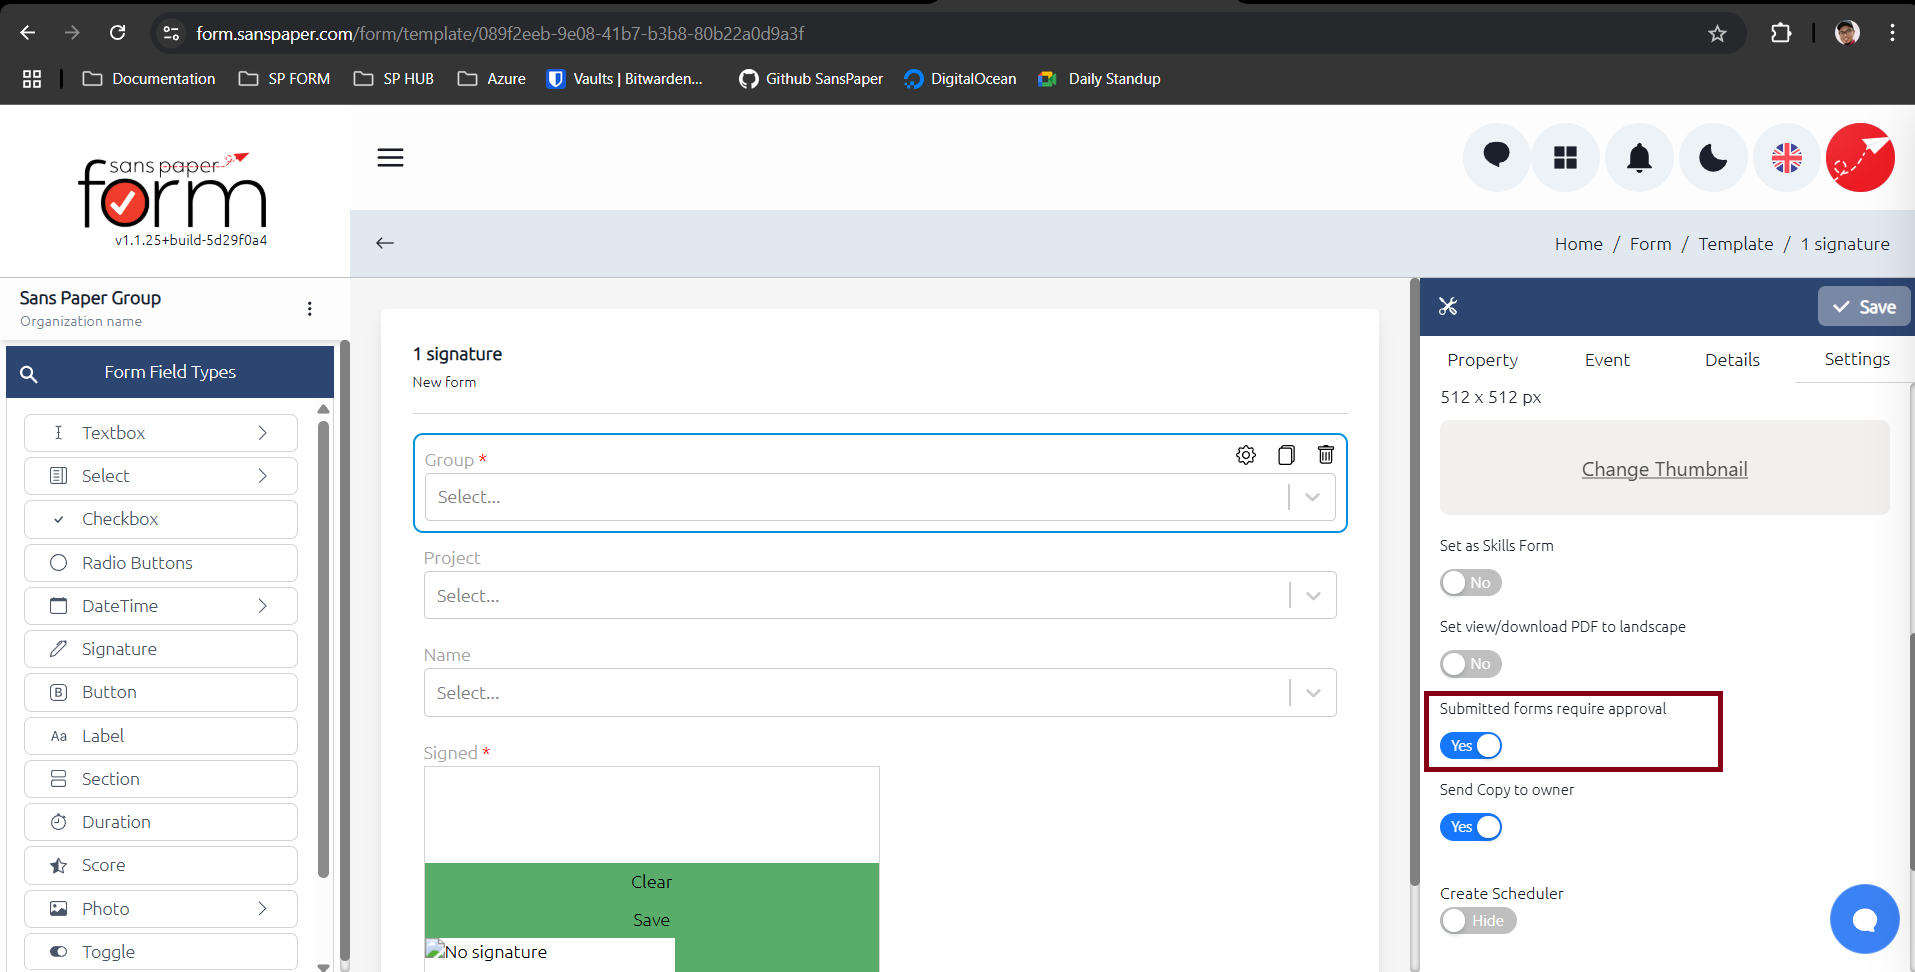 form.sanspaper.com/form/template/089f2eeb-9e08-41b7-b3b8-80b22a0d9a3f
Documentation
SP FORM
SP HUB
Azure
Vaults | Bitwarden...
Github SansPaper
DigitalOcean
Daily Standup
sans paper
form
v1.1.25+build-5d29f0a4
Home / Form / Template / 1 signature
Sans Paper Group
Organization name
Form Field Types
Textbox
Select
Checkbox
Radio Buttons
DateTime
Signature
B Button
Aa Label
Section
Duration
Score
Photo
Toggle
1 signature
New form
Group *
Select...
Project
Select...
Name
Select...
Signed *
Clear
Save
No signature
Save
Property
Event
Details
Settings
512 x 512 px
Change Thumbnail
Set as Skills Form
No
Set view/download PDF to landscape
No
Submitted forms require approval
Yes
Send Copy to owner
Yes
Create Scheduler
Hide